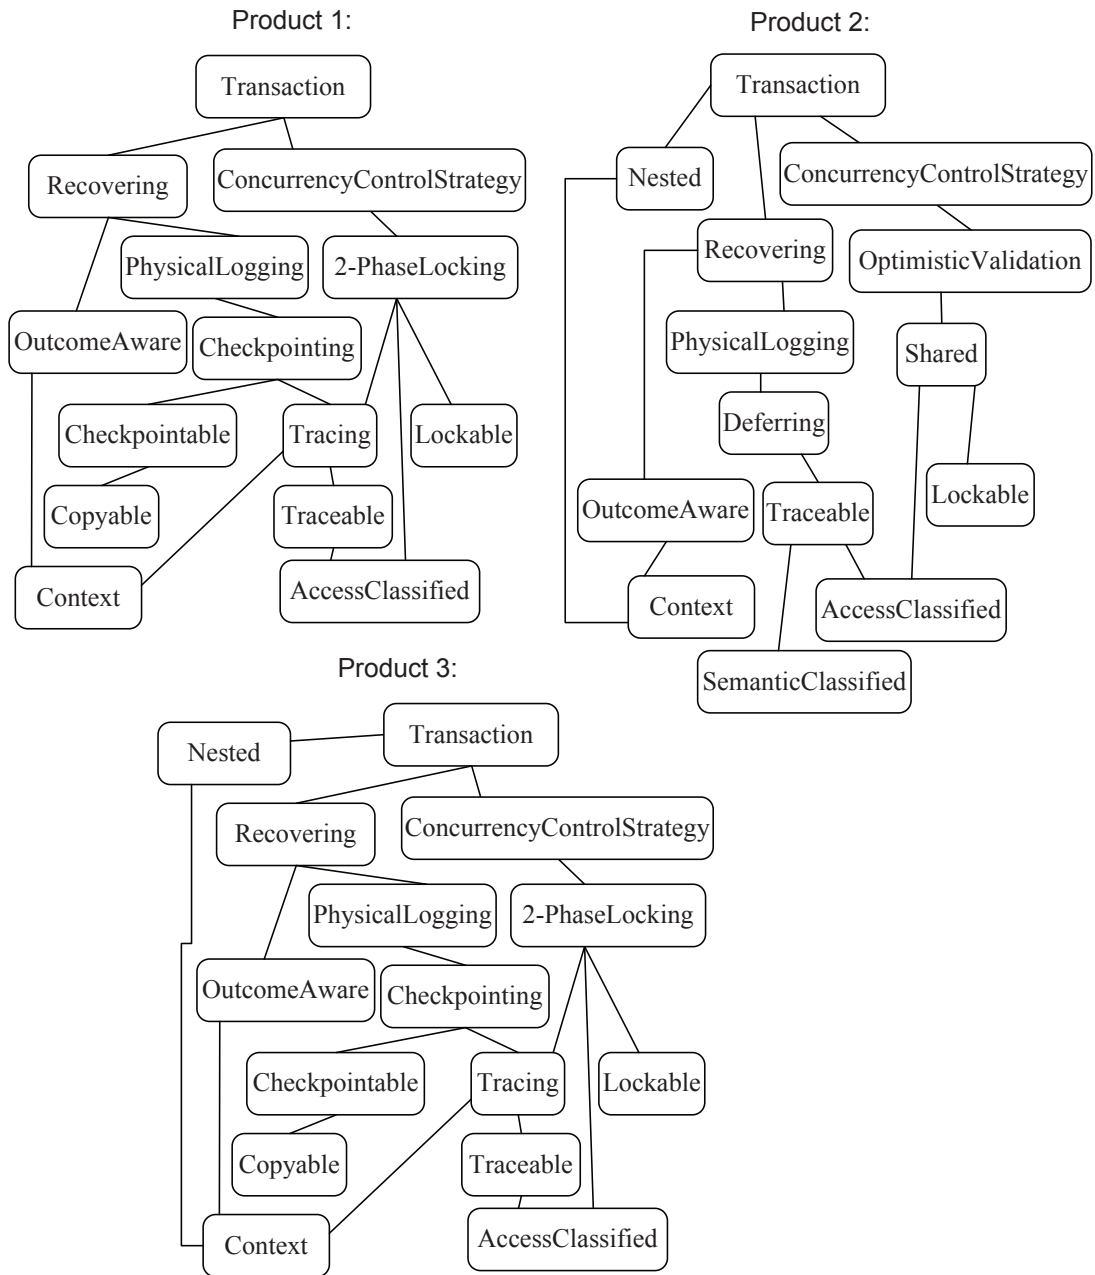 Product 1:
Transaction
Recovering
ConcurrencyControlStrategy
PhysicalLogging
2-PhaseLocking
OutcomeAware
Checkpointing
Checkpointable
Tracing
Lockable
Copyable
Traceable
Context
AccessClassified
Product 2:
Transaction
Nested
ConcurrencyControlStrategy
Recovering
OptimisticValidation
PhysicalLogging
Shared
Deferring
OutcomeAware
Traceable
Lockable
Context
AccessClassified
SemanticClassified
Product 3:
Nested
Transaction
Recovering
ConcurrencyControlStrategy
PhysicalLogging
2-PhaseLocking
OutcomeAware
Checkpointing
Checkpointable
Tracing
Lockable
Copyable
Traceable
Context
AccessClassified